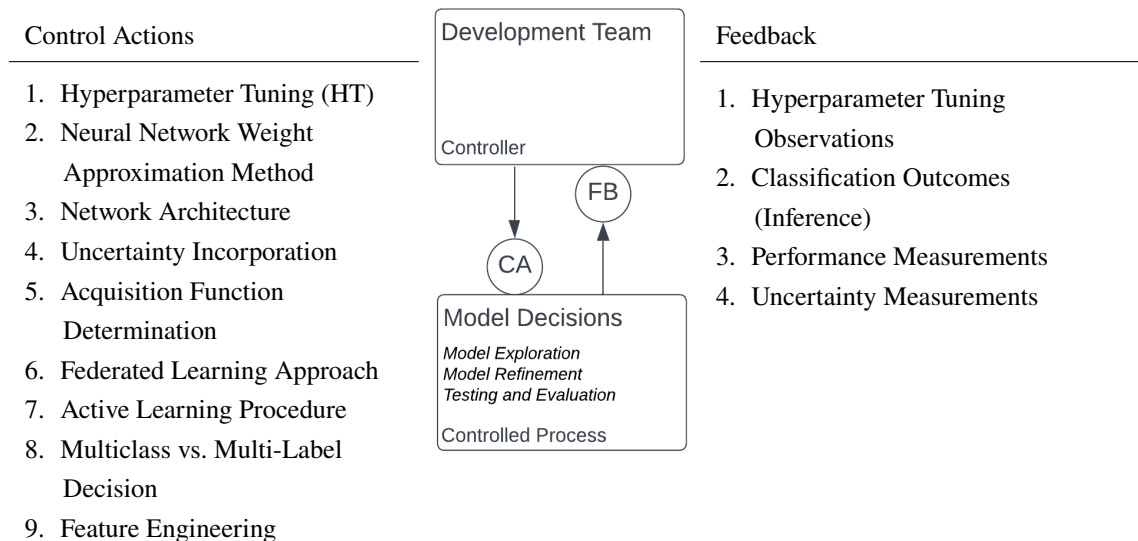 Control Actions
1. Hyperparameter Tuning (HT)
2. Neural Network Weight
Approximation Method
3. Network Architecture
4. Uncertainty Incorporation
5. Acquisition Function
Determination
6. Federated Learning Approach
7. Active Learning Procedure
8. Multiclass vs. Multi-Label
Decision
9. Feature Engineering
Development Team
Controller
FB
CA
Model Decisions
Model Exploration
Model Refinement
Testing and Evaluation
Controlled Process
Feedback
1. Hyperparameter Tuning
Observations
2. Classification Outcomes
(Inference)
3. Performance Measurements
4. Uncertainty Measurements